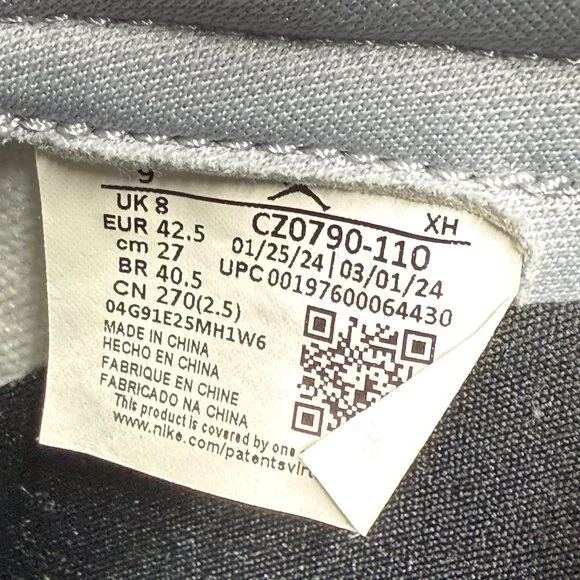 9
UK 8
EUR 42.5
cm 27
BR 40.5
CN 270(2.5)
04G91E25MH1W6
XH
CZ0790-110
01/25/24 | 03/01/24
UPC 00197600064430
MADE IN CHINA
HECHO EN CHINA
FABRIQUE EN CHINE
FABRICADO NA CHINA
This product is covered by one
www.nike.com/patents